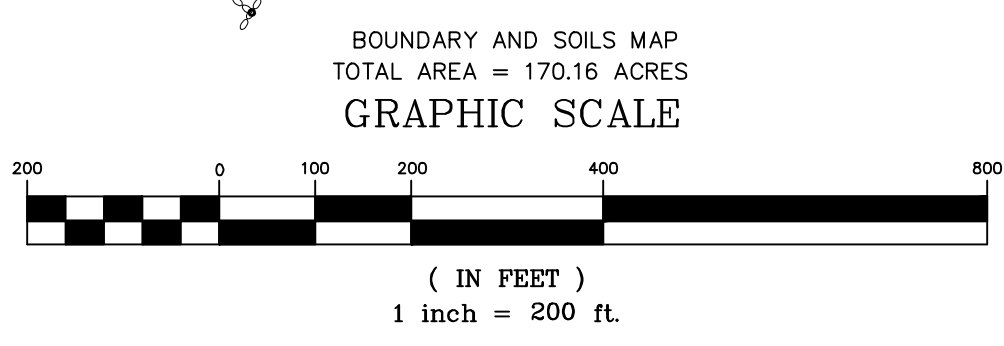 BOUNDARY AND SOILS MAP
TOTAL AREA = 170.16 ACRES
GRAPHIC SCALE
200 0 100 200 400 800
( IN FEET )
1 inch = 200 ft.